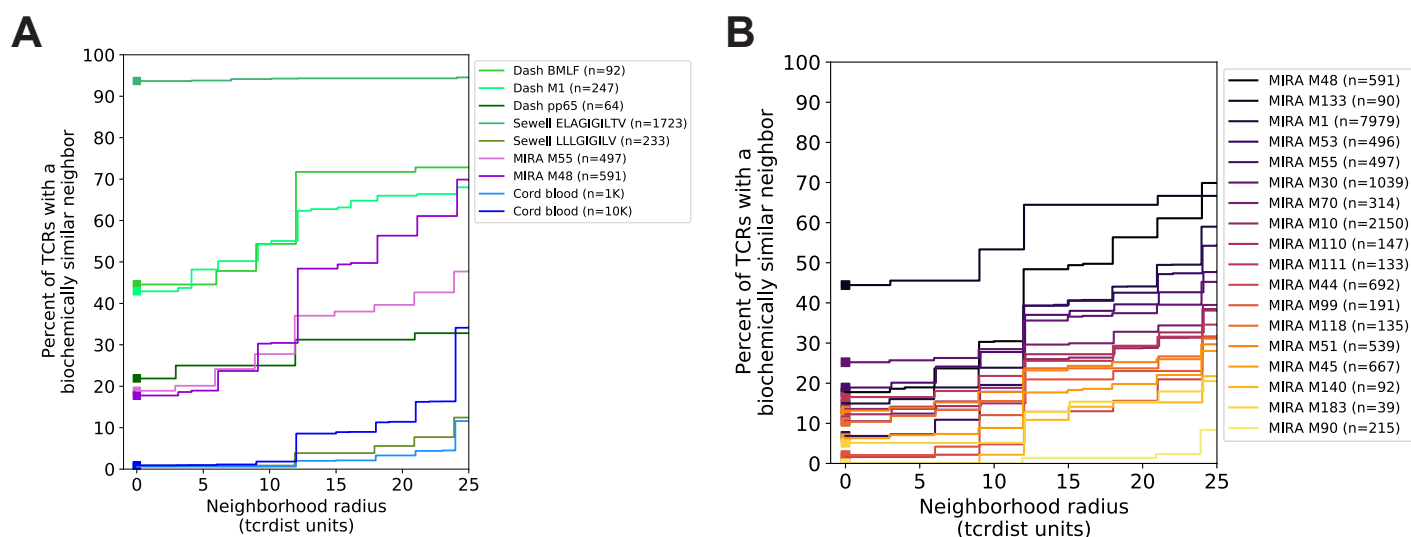 A
Percent of TCRs with a
biochemically similar neighbor
100
90
80
70
60
50
40
30
20
10
0
0 5 10 15 20 25
Neighborhood radius
(tcrdist units)
Dash BMLF (n=92)
Dash M1 (n=247)
Dash pp65 (n=64)
Sewell ELAGIGILTV (n=1723)
Sewell LLLGIGILV (n=233)
MIRA M55 (n=497)
MIRA M48 (n=591)
Cord blood (n=1K)
Cord blood (n=10K)
B
Percent of TCRs with a
biochemically similar neighbor
100
90
80
70
60
50
40
30
20
10
0
0 5 10 15 20 25
Neighborhood radius
(tcrdist units)
MIRA M48 (n=591)
MIRA M133 (n=90)
MIRA M1 (n=7979)
MIRA M53 (n=496)
MIRA M55 (n=497)
MIRA M30 (n=1039)
MIRA M70 (n=314)
MIRA M10 (n=2150)
MIRA M110 (n=147)
MIRA M111 (n=133)
MIRA M44 (n=692)
MIRA M99 (n=191)
MIRA M118 (n=135)
MIRA M51 (n=539)
MIRA M45 (n=667)
MIRA M140 (n=92)
MIRA M183 (n=39)
MIRA M90 (n=215)